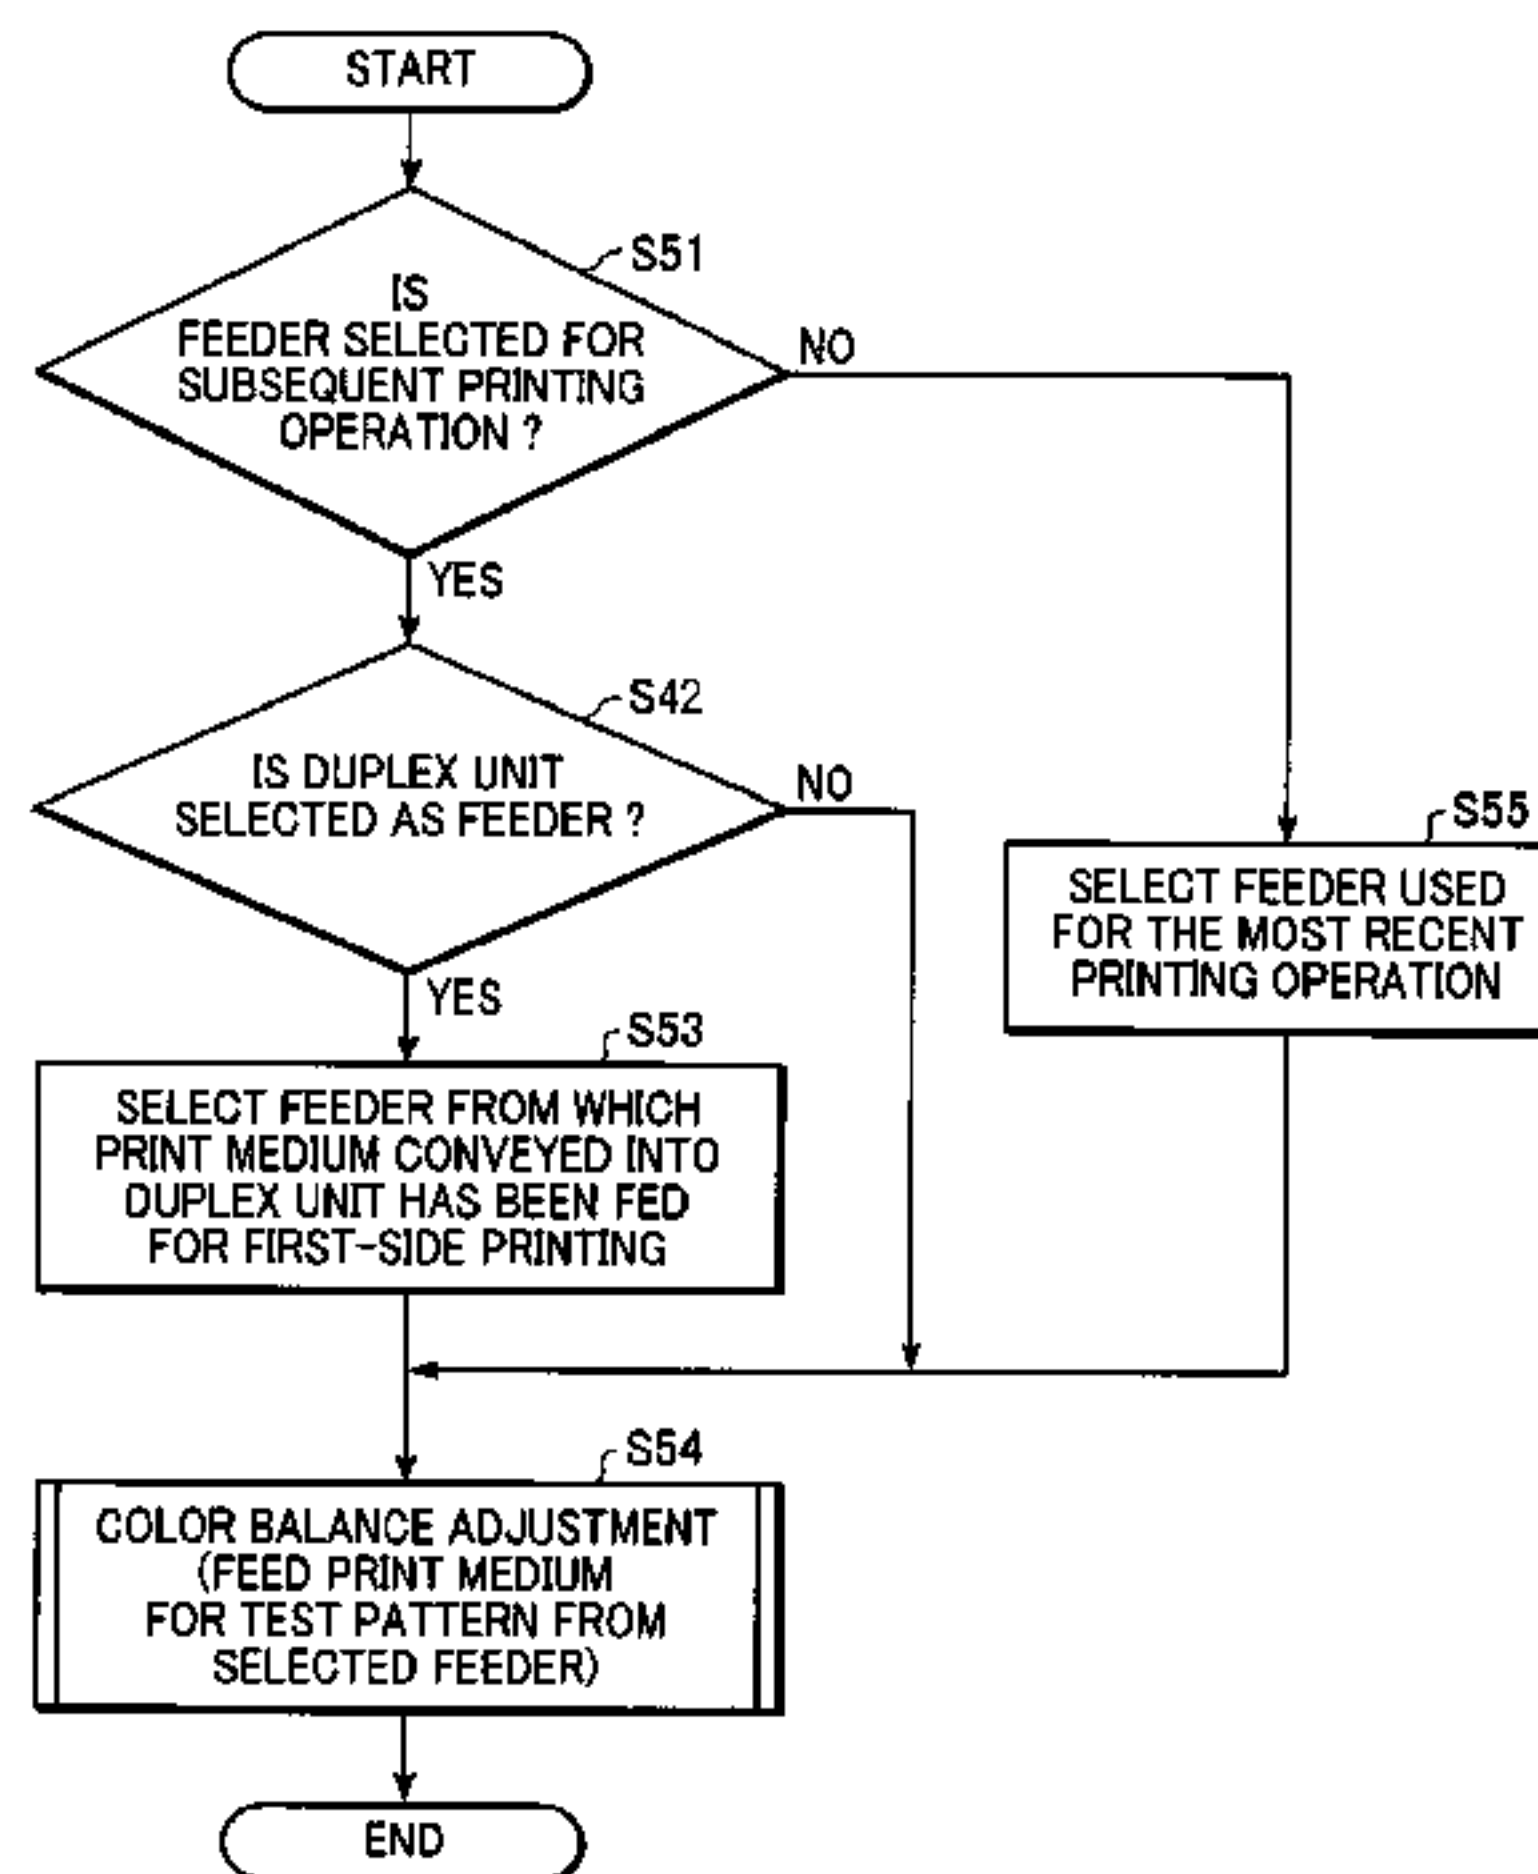 START
S51
IS
FEEDER SELECTED FOR
SUBSEQUENT PRINTING
OPERATION ?
NO
YES
S42
IS DUPLEX UNIT
SELECTED AS FEEDER ?
NO
YES
S55
SELECT FEEDER USED
FOR THE MOST RECENT
PRINTING OPERATION
S53
SELECT FEEDER FROM WHICH
PRINT MEDIUM CONVEYED INTO
DUPLEX UNIT HAS BEEN FED
FOR FIRST-SIDE PRINTING
S54
COLOR BALANCE ADJUSTMENT
(FEED PRINT MEDIUM
FOR TEST PATTERN FROM
SELECTED FEEDER)
END